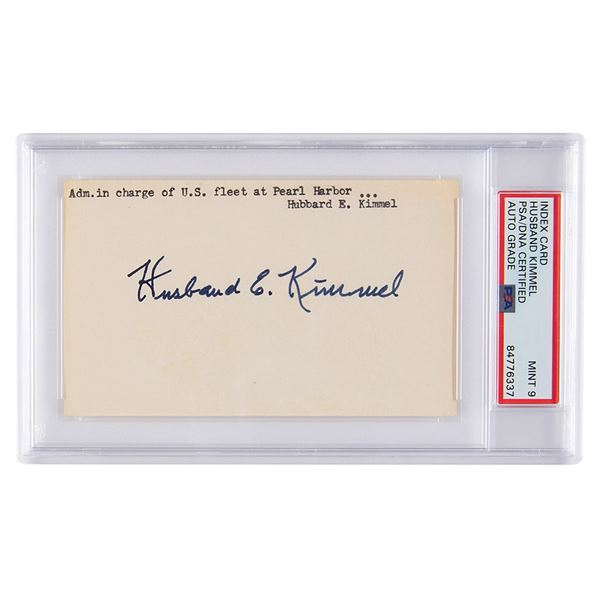 Adm.in charge of U.S. fleet at Pearl Harbor ...
Hubbard E. Kimmel
Husband E. Kimmel
INDEX CARD
HUSBAND KIMMEL
PSA/DNA CERTIFIED
AUTO GRADE
MINT 9
PSA
84776337